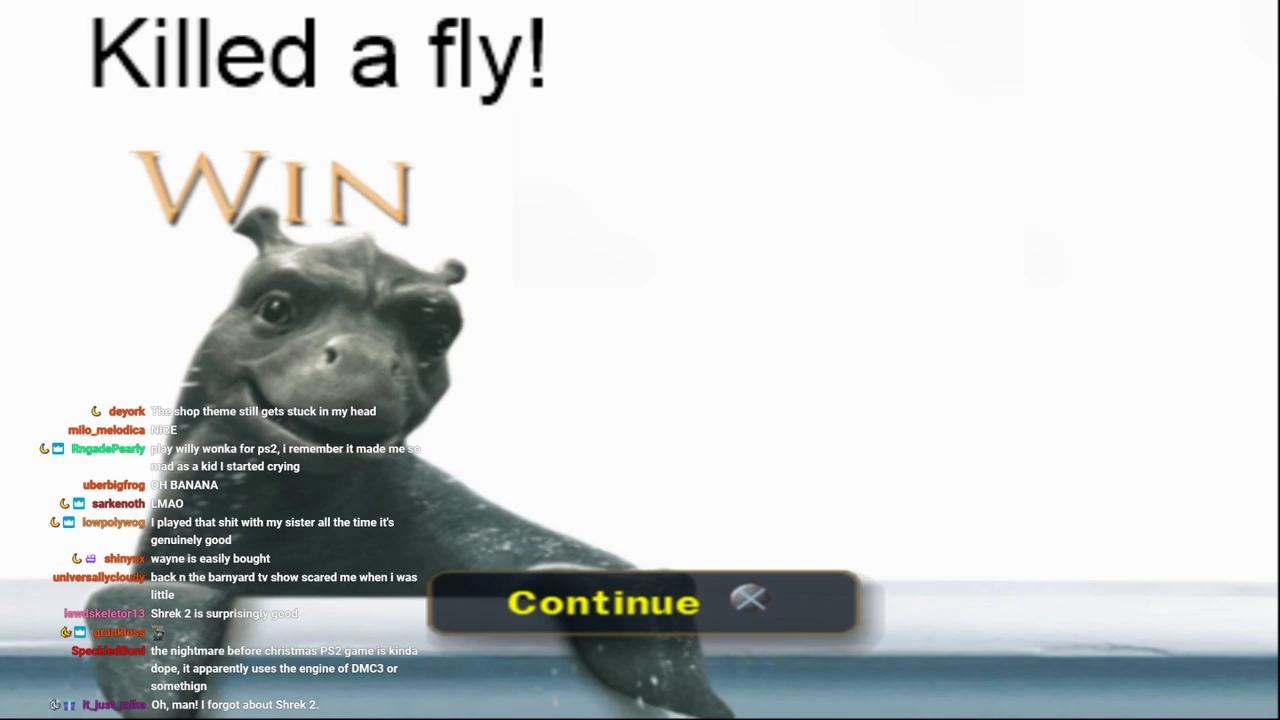 Killed a fly!
WIN
deyork The shop theme still gets stuck in my head
milo_melodica NICE
RngadePearly play willy wonka for ps2, i remember it made me so
mad as a kid I started crying
uberbigfrog OH BANANA
sarkenoth LMAO
lowpolywog I played that shit with my sister all the time it's
genuinely good
shinynx wayne is easily bought
universallycloudy back n the barnyard tv show scared me when i was
little
Continue
lewdskeletor13 Shrek 2 is surprisingly good
grankless
SpeckledBurd the nightmare before christmas PS2 game is kinda
dope, it apparently uses the engine of DMC3 or
somethign
it_just_mika Oh, man! I forgot about Shrek 2.